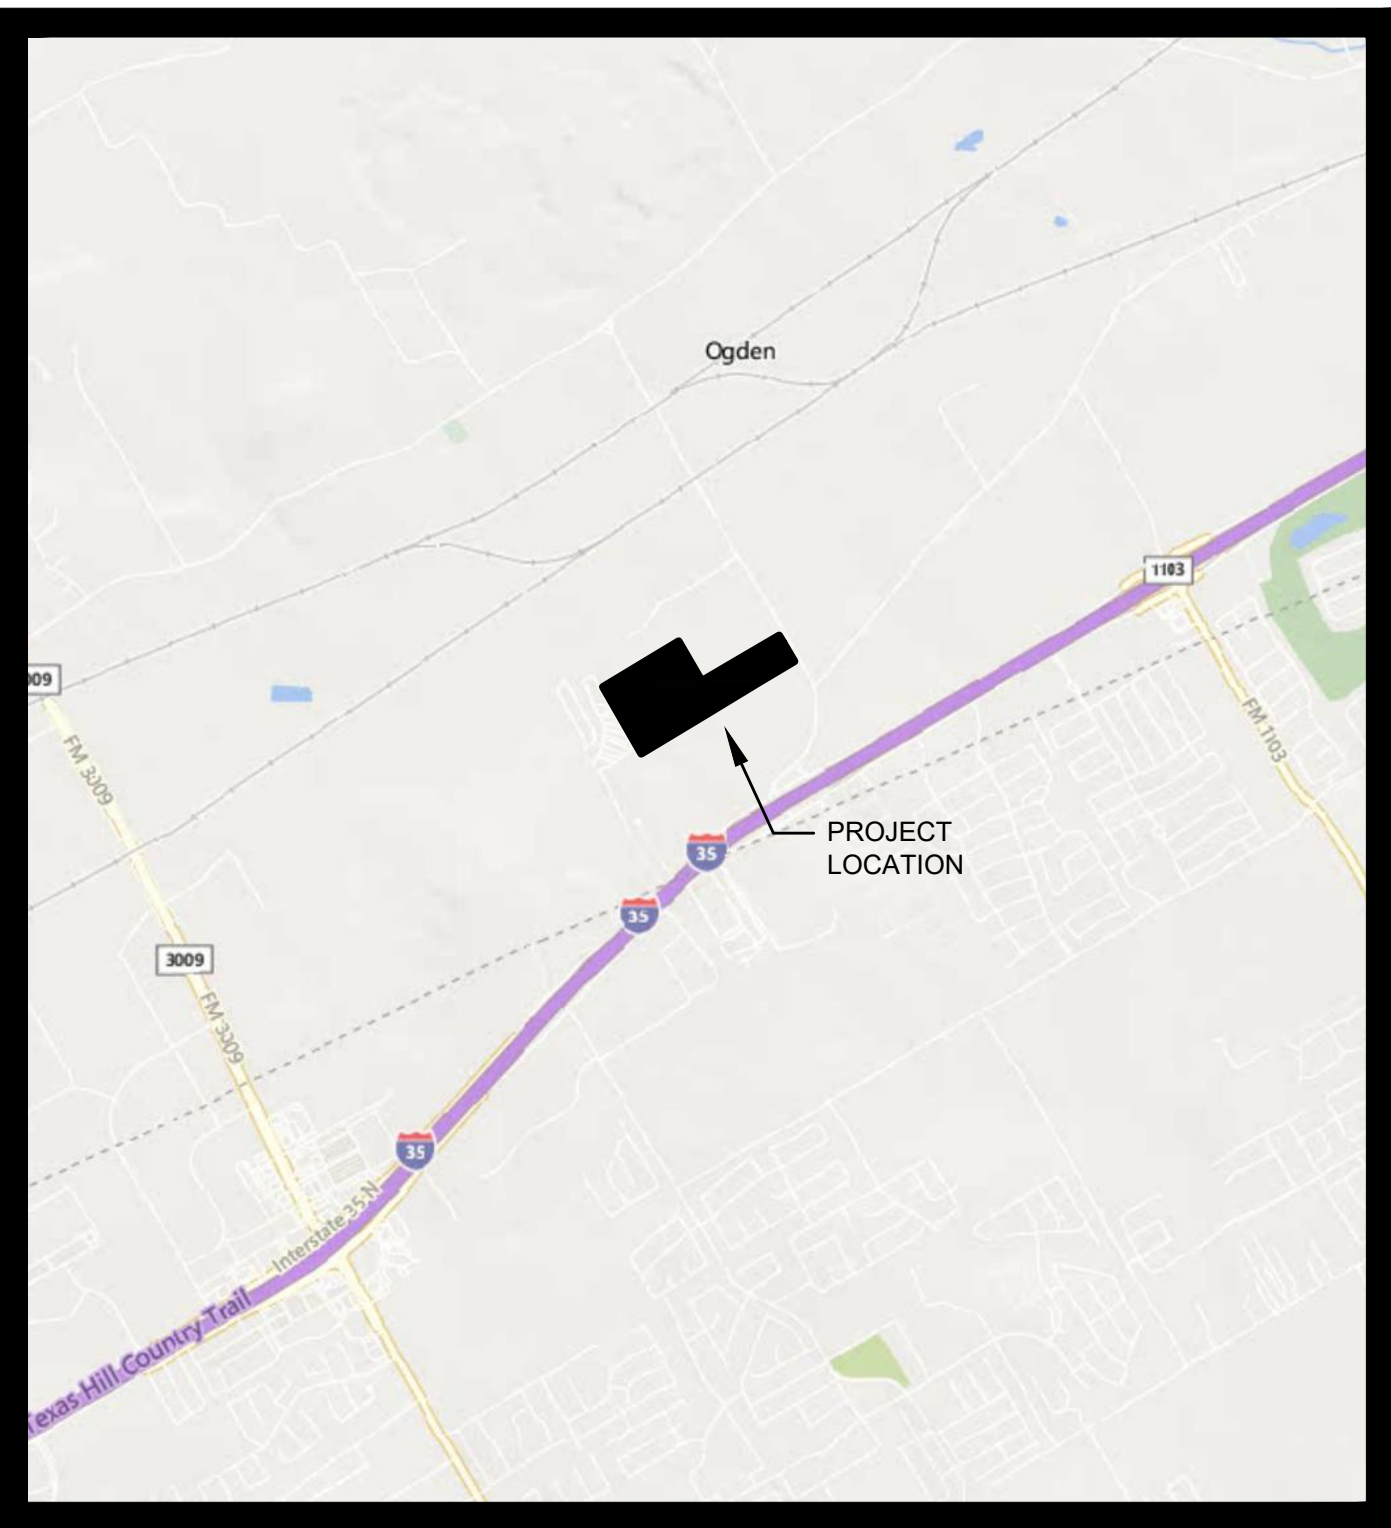 Ogden
1103
009
FM 3009
FM 1103
PROJECT
LOCATION
35
35
3009
FM 3009
35
Interstate 35 N
Texas Hill Country Trail